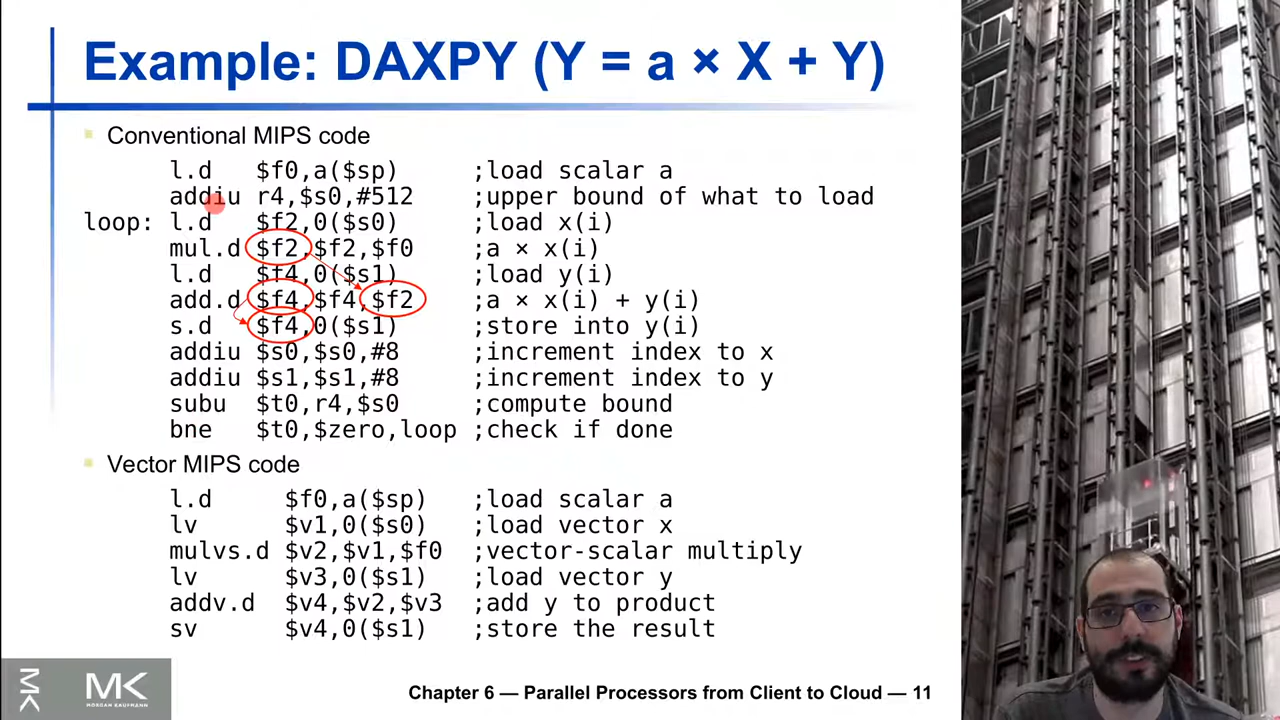 Example: DAXPY (Y = a × X + Y)
Conventional MIPS code
l.d $f0,a($sp) ;load scalar a
addiu r4,$s0,#512 ;upper bound of what to load
loop: l.d $f2,0($s0) ;load x(i)
mul.d $f2,$f2,$f0 ;a × x(i)
l.d $f4,0($s1) ;load y(i)
add.d $f4,$f4,$f2 ;a × x(i) + y(i)
s.d $f4,0($s1) ;store into y(i)
addiu $s0,$s0,#8 ;increment index to x
addiu $s1,$s1,#8 ;increment index to y
subu $t0,r4,$s0 ;compute bound
bne $t0,$zero,loop ;check if done
Vector MIPS code
l.d $f0,a($sp) ;load scalar a
lv $v1,0($s0) ;load vector x
mulvs.d $v2,$v1,$f0 ;vector-scalar multiply
lv $v3,0($s1) ;load vector y
addv.d $v4,$v2,$v3 ;add y to product
sv $v4,0($s1) ;store the result
MK
MK
MORGAN KAUFMANN
Chapter 6 — Parallel Processors from Client to Cloud — 11